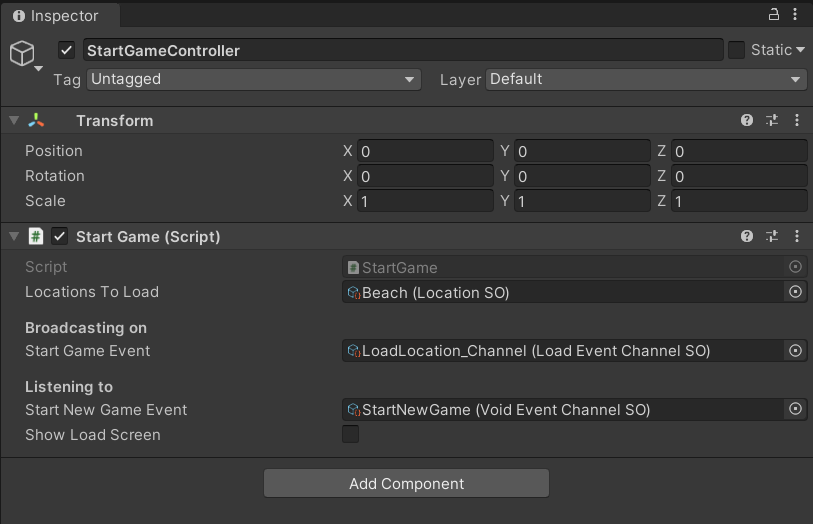 Inspector
StartGameController Static
Tag Untagged Layer Default
Transform
Position X 0 Y 0 Z 0
Rotation X 0 Y 0 Z 0
Scale X 1 Y 1 Z 1
# Start Game (Script)
Script # StartGame
Locations To Load Beach (Location SO)
Broadcasting on
Start Game Event LoadLocation_Channel (Load Event Channel SO)
Listening to
Start New Game Event StartNewGame (Void Event Channel SO)
Show Load Screen
Add Component